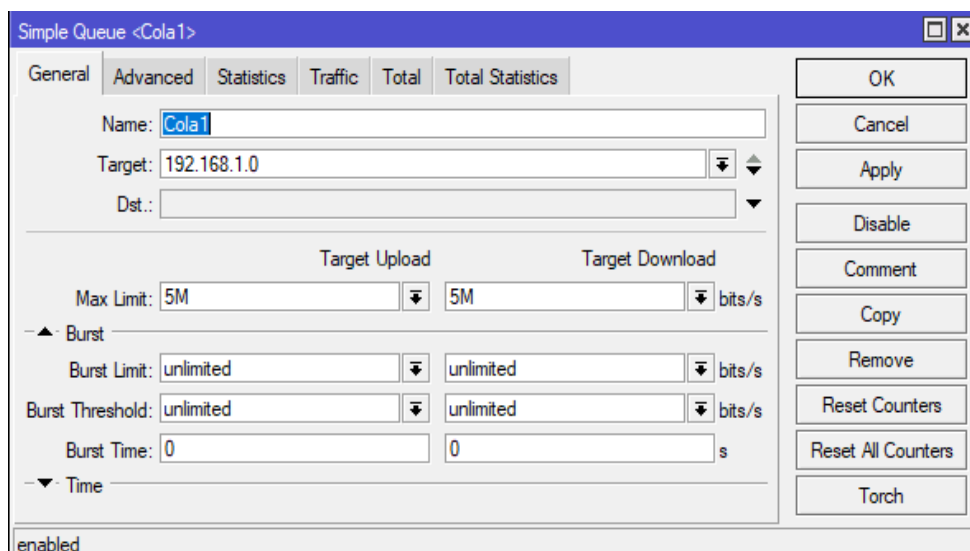 Simple Queue <Cola1>
General Advanced Statistics Traffic Total Total Statistics
Name: Cola1
Target: 192.168.1.0
Dst.:
Target Upload Target Download
Max Limit: 5M 5M bits/s
Burst
Burst Limit: unlimited unlimited bits/s
Burst Threshold: unlimited unlimited bits/s
Burst Time: 0 0 s
Time
enabled
OK
Cancel
Apply
Disable
Comment
Copy
Remove
Reset Counters
Reset All Counters
Torch